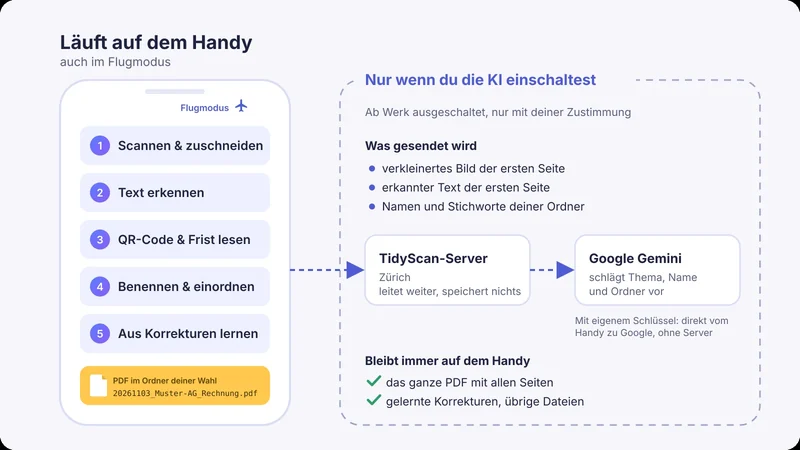 Läuft auf dem Handy
auch im Flugmodus
Flugmodus
1 Scannen & zuschneiden
2 Text erkennen
3 QR-Code & Frist lesen
4 Benennen & einordnen
5 Aus Korrekturen lernen
PDF im Ordner deiner Wahl
20261103_Muster-AG_Rechnung.pdf
Nur wenn du die KI einschaltest
Ab Werk ausgeschaltet, nur mit deiner Zustimmung
Was gesendet wird
verkleinertes Bild der ersten Seite
erkannter Text der ersten Seite
Namen und Stichworte deiner Ordner
TidyScan-Server
Zürich
leitet weiter, speichert nichts
Google Gemini
schlägt Thema, Name
und Ordner vor
Mit eigenem Schlüssel: direkt vom
Handy zu Google, ohne Server
Bleibt immer auf dem Handy
das ganze PDF mit allen Seiten
gelernte Korrekturen, übrige Dateien